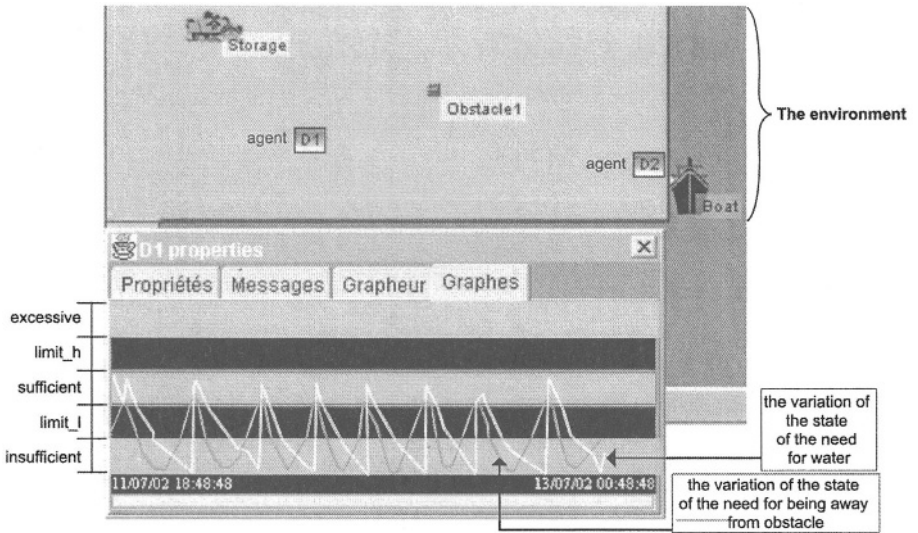 Storage
Obstacle1
agent D1
agent D2
Boat
The environment
D1 properties
Propriétés Messages Grapheur Graphes
excessive
limit_h
sufficient
limit_l
insufficient
11/07/02 18:48:48 13/07/02 00:48:48
the variation of
the state
of the need
for water
the variation of the state
of the need for being away
from obstacle